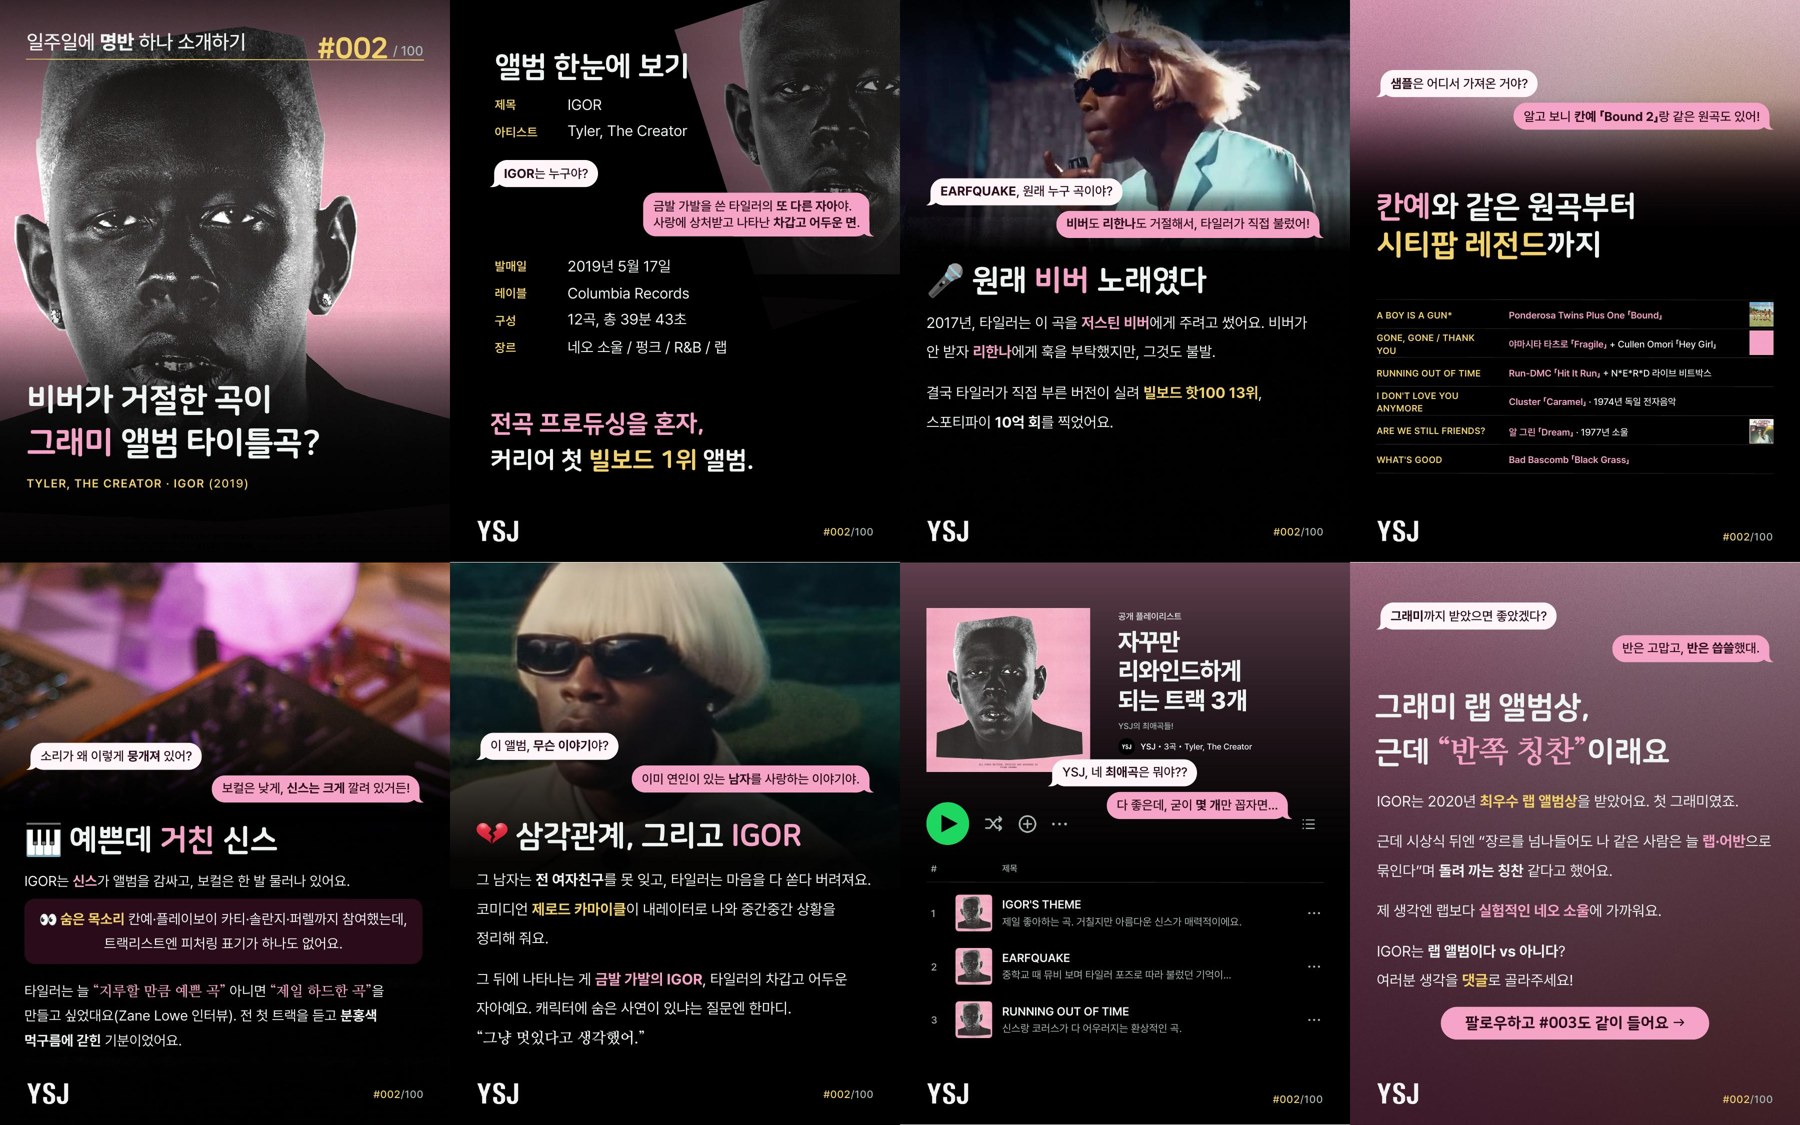 일주일에 명반 하나 소개하기
#002 / 100
비버가 거절한 곡이
그래미 앨범 타이틀곡?
TYLER, THE CREATOR · IGOR (2019)
앨범 한눈에 보기
제목 IGOR
아티스트 Tyler, The Creator
IGOR는 누구야?
금발 가발을 쓴 타일러의 또 다른 자아야.
사랑에 상처받고 나타난 차갑고 어두운 면.
발매일 2019년 5월 17일
레이블 Columbia Records
구성 12곡, 총 39분 43초
장르 네오 소울 / 펑크 / R&B / 랩
전곡 프로듀싱을 혼자,
커리어 첫 빌보드 1위 앨범.
YSJ
#002/100
EARFQUAKE, 원래 누구 곡이야?
비버도 리한나도 거절해서, 타일러가 직접 불렀어!
🎤 원래 비버 노래였다
2017년, 타일러는 이 곡을 저스틴 비버에게 주려고 썼어요. 비버가
안 받자 리한나에게 훅을 부탁했지만, 그것도 불발.
결국 타일러가 직접 부른 버전이 실려 빌보드 핫100 13위,
스포티파이 10억 회를 찍었어요.
YSJ
#002/100
샘플은 어디서 가져온 거야?
알고 보니 칸예 「Bound 2」랑 같은 원곡도 있어!
칸예와 같은 원곡부터
시티팝 레전드까지
A BOY IS A GUN* Ponderosa Twins Plus One 「Bound」
GONE, GONE / THANK
YOU
야마시타 타츠로 「Fragile」 + Cullen Omori 「Hey Girl」
RUNNING OUT OF TIME Run-DMC 「Hit It Run」 + N*E*R*D 라이브 비트박스
I DON'T LOVE YOU
ANYMORE
Cluster 「Caramel」 · 1974년 독일 전자음악
ARE WE STILL FRIENDS? 알 그린 「Dream」 · 1977년 소울
WHAT'S GOOD Bad Bascomb 「Black Grass」
YSJ
#002/100
소리가 왜 이렇게 뭉개져 있어?
보컬은 낮게, 신스는 크게 깔려 있거든!
🎹 예쁜데 거친 신스
IGOR는 신스가 앨범을 감싸고, 보컬은 한 발 물러나 있어요.
👀 숨은 목소리 칸예·플레이보이 카티·솔란지·퍼렐까지 참여했는데,
트랙리스트엔 피처링 표기가 하나도 없어요.
타일러는 늘 “지루할 만큼 예쁜 곡” 아니면 “제일 하드한 곡”을
만들고 싶었대요(Zane Lowe 인터뷰). 전 첫 트랙을 듣고 분홍색
먹구름에 갇힌 기분이었어요.
YSJ
#002/100
이 앨범, 무슨 이야기야?
이미 연인이 있는 남자를 사랑하는 이야기야.
💔 삼각관계, 그리고 IGOR
그 남자는 전 여자친구를 못 잊고, 타일러는 마음을 다 쏟다 버려져요.
코미디언 제로드 카마이클이 내레이터로 나와 중간중간 상황을
정리해 줘요.
그 뒤에 나타나는 게 금발 가발의 IGOR, 타일러의 차갑고 어두운
자아예요. 캐릭터에 숨은 사연이 있냐는 질문엔 한마디.
“그냥 멋있다고 생각했어.”
YSJ
#002/100
공개 플레이리스트
자꾸만
리와인드하게
되는 트랙 3개
YSJ의 최애곡들!
YSJ YSJ • 3곡 • Tyler, The Creator
YSJ, 네 최애곡은 뭐야??
다 좋은데, 굳이 몇 개만 꼽자면...
# 제목
1 IGOR'S THEME
제일 좋아하는 곡. 거칠지만 아름다운 신스가 매력적이에요.
2 EARFQUAKE
중학교 때 뮤비 보며 타일러 포즈로 따라 불렀던 기억이...
3 RUNNING OUT OF TIME
신스랑 코러스가 다 어우러지는 환상적인 곡.
YSJ
#002/100
그래미까지 받았으면 좋았겠다?
반은 고맙고, 반은 씁쓸했대.
그래미 랩 앨범상,
근데 “반쪽 칭찬”이래요
IGOR는 2020년 최우수 랩 앨범상을 받았어요. 첫 그래미였죠.
근데 시상식 뒤엔 “장르를 넘나들어도 나 같은 사람은 늘 랩·어반으로
묶인다”며 돌려 까는 칭찬 같다고 했어요.
제 생각엔 랩보다 실험적인 네오 소울에 가까워요.
IGOR는 랩 앨범이다 vs 아니다?
여러분 생각을 댓글로 골라주세요!
팔로우하고 #003도 같이 들어요 →
YSJ
#002/100